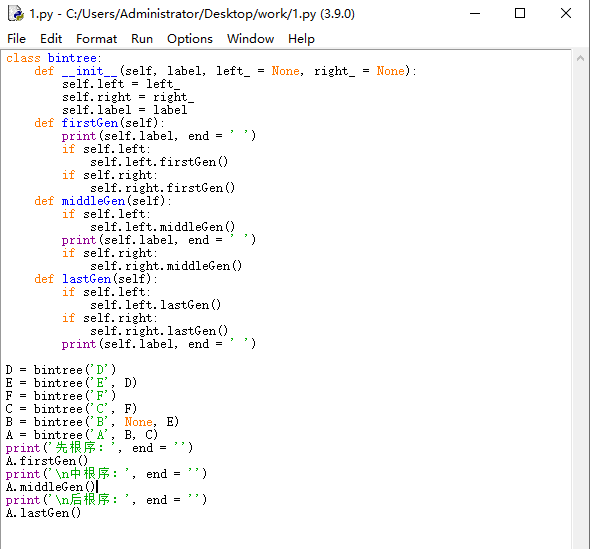 1.py - C:/Users/Administrator/Desktop/work/1.py (3.9.0)
File Edit Format Run Options Window Help
class bintree:
    def __init__(self, label, left_ = None, right_ = None):
        self.left = left_
        self.right = right_
        self.label = label
    def firstGen(self):
        print(self.label, end = ' ')
        if self.left:
            self.left.firstGen()
        if self.right:
            self.right.firstGen()
    def middleGen(self):
        if self.left:
            self.left.middleGen()
        print(self.label, end = ' ')
        if self.right:
            self.right.middleGen()
    def lastGen(self):
        if self.left:
            self.left.lastGen()
        if self.right:
            self.right.lastGen()
        print(self.label, end = ' ')
D = bintree('D')
E = bintree('E', D)
F = bintree('F')
C = bintree('C', F)
B = bintree('B', None, E)
A = bintree('A', B, C)
print('先根序：', end = '')
A.firstGen()
print('\n中根序：', end = '')
A.middleGen()
print('\n后根序：', end = '')
A.lastGen()